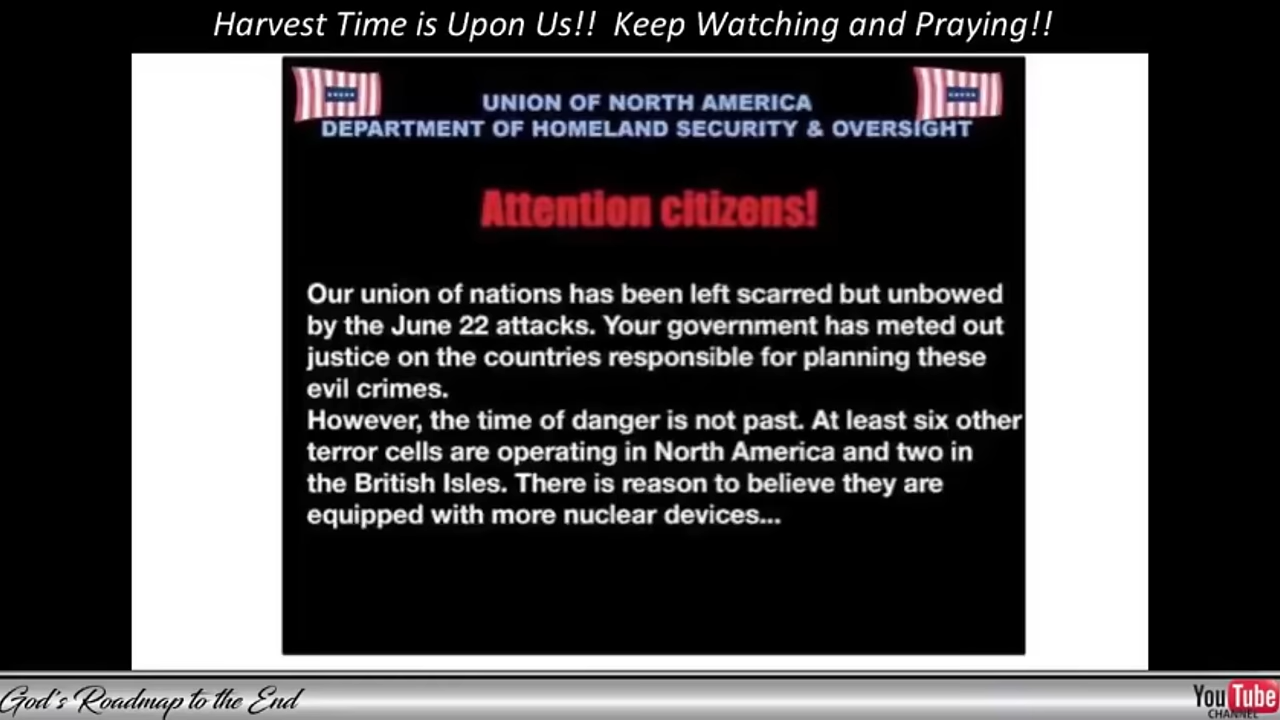 Harvest Time is Upon Us!! Keep Watching and Praying!!
UNION OF NORTH AMERICA
DEPARTMENT OF HOMELAND SECURITY & OVERSIGHT
Attention citizens!
Our union of nations has been left scarred but unbowed
by the June 22 attacks. Your government has meted out
justice on the countries responsible for planning these
evil crimes.
However, the time of danger is not past. At least six other
terror cells are operating in North America and two in
the British Isles. There is reason to believe they are
equipped with more nuclear devices...
God's Roadmap to the End
YouTube
CHANNEL